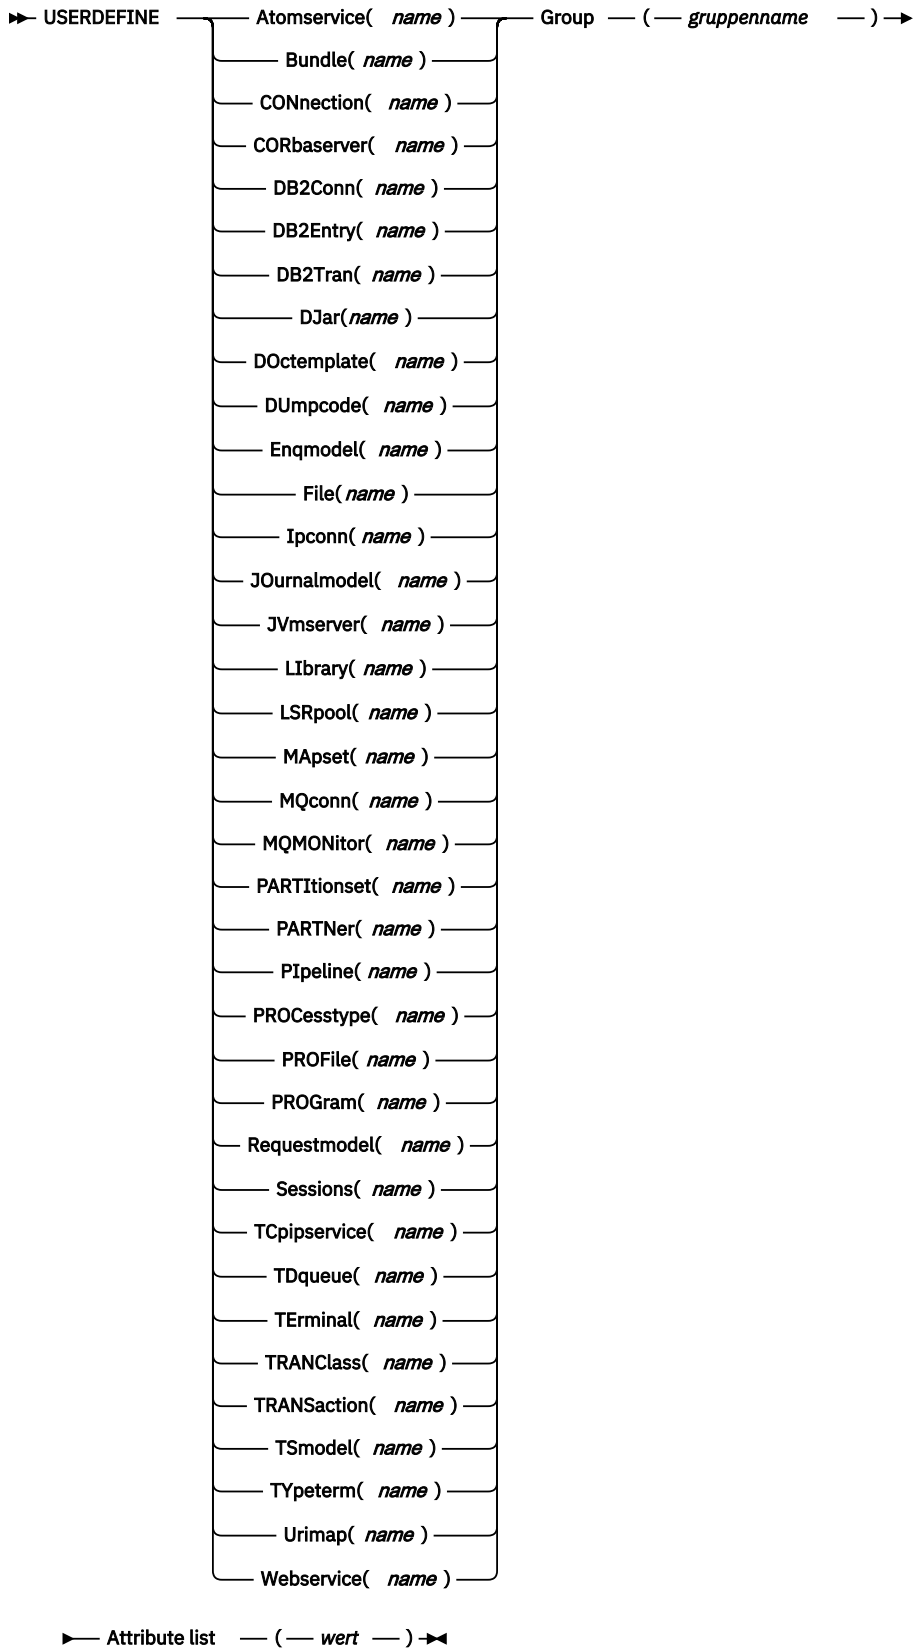 USERDEFINE Atomservice( name ) Group ( gruppenname )
Bundle( name )
CONnection( name )
CORbaserver( name )
DB2Conn( name )
DB2Entry( name )
DB2Tran( name )
DJar(name )
DOctemplate( name )
DUmpcode( name )
Enqmodel( name )
File(name )
Ipconn( name )
JOurnalmodel( name )
JVmserver( name )
LIbrary( name )
LSRpool( name )
MApset( name )
MQconn( name )
MQMONitor( name )
PARTItionset( name )
PARTNer( name )
PIpeline( name )
PROCesstype( name )
PROFile( name )
PROGram( name )
Requestmodel( name )
Sessions( name )
TCpipservice( name )
TDqueue( name )
TErminal( name )
TRANClass( name )
TRANSaction( name )
TSmodel( name )
TYpeterm( name )
Urimap( name )
Webservice( name )
Attribute list ( wert )